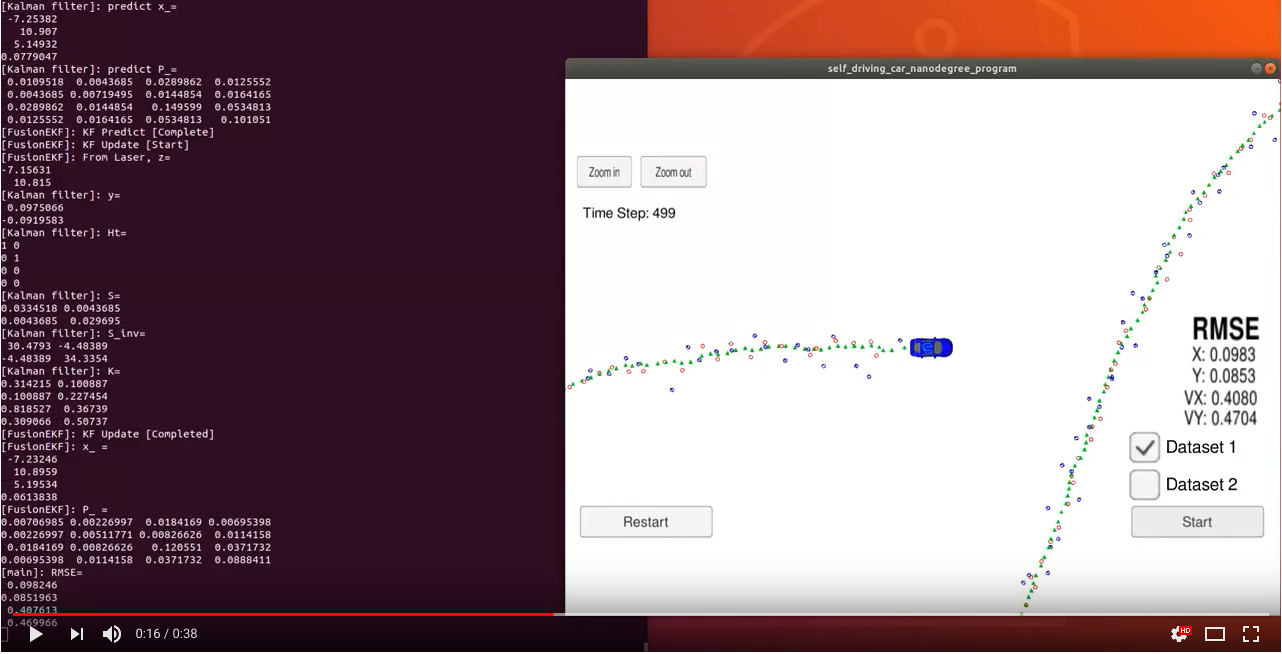 [Kalman filter]: predict x_=
-7.25382
10.907
5.14932
0.0779047
[Kalman filter]: predict P_=
0.0109518 0.0043685 0.0289862 0.0125552
0.0043685 0.00719495 0.0144854 0.0164165
0.0289862 0.0144854 0.149599 0.0534813
0.0125552 0.0164165 0.0534813 0.101051
[FusionEKF]: KF Predict [Complete]
[FusionEKF]: KF Update [Start]
[FusionEKF]: From Laser, z=
-7.15631
10.815
[Kalman filter]: y=
0.0975066
-0.0919583
[Kalman filter]: Ht=
1 0
0 1
0 0
0 0
[Kalman filter]: S=
0.0334518 0.0043685
0.0043685 0.029695
[Kalman filter]: S_inv=
30.4793 -4.48389
-4.48389 34.3354
[Kalman filter]: K=
0.314215 0.100887
0.100887 0.227454
0.818527 0.36739
0.309066 0.50737
[FusionEKF]: KF Update [Completed]
[FusionEKF]: x_ =
-7.23246
10.8959
5.19534
0.0613838
[FusionEKF]: P_ =
0.00706985 0.00226997 0.0184169 0.00695398
0.00226997 0.00511771 0.00826626 0.0114158
0.0184169 0.00826626 0.120551 0.0371732
0.00695398 0.0114158 0.0371732 0.0888411
[main]: RMSE=
0.098246
0.0851963
0.407613
0.469966
self_driving_car_nanodegree_program
Zoom in
Zoom out
Time Step: 499
RMSE
X: 0.0983
Y: 0.0853
VX: 0.4080
VY: 0.4704
Dataset 1
Dataset 2
Restart
Start
0:16 / 0:38
HD